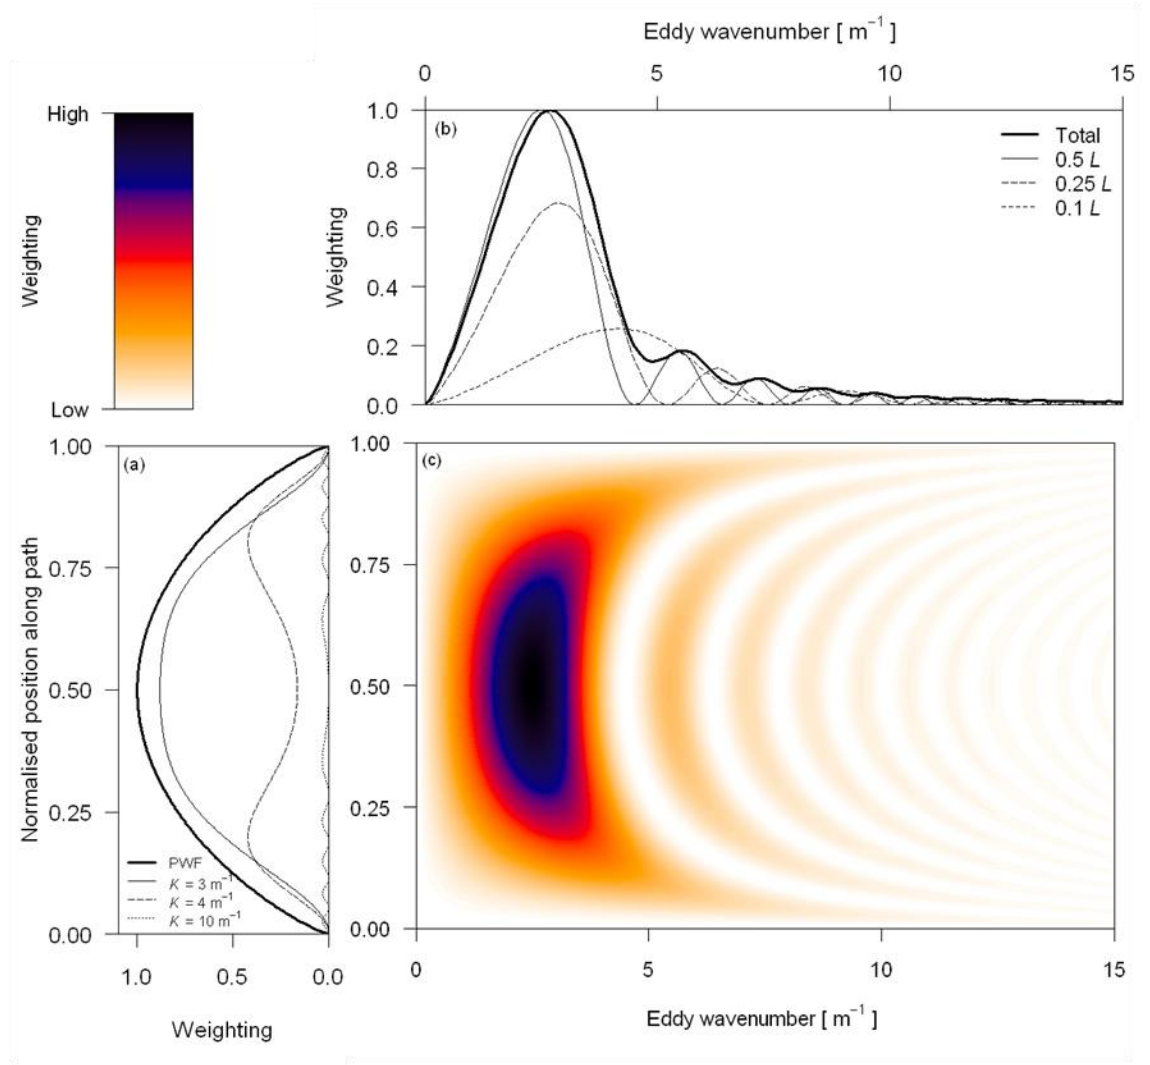 Eddy wavenumber [ m⁻¹ ]
0 5 10 15
High
Low
Weighting
(b)
Weighting
1.0
0.8
0.6
0.4
0.2
0.0
Total
0.5 L
0.25 L
0.1 L
(a)
Normalised position along path
1.00
0.75
0.50
0.25
0.00
PWF
K = 3 m⁻¹
K = 4 m⁻¹
K = 10 m⁻¹
1.0 0.5 0.0
Weighting
(c)
1.00
0.75
0.50
0.25
0.00
0 5 10 15
Eddy wavenumber [ m⁻¹ ]